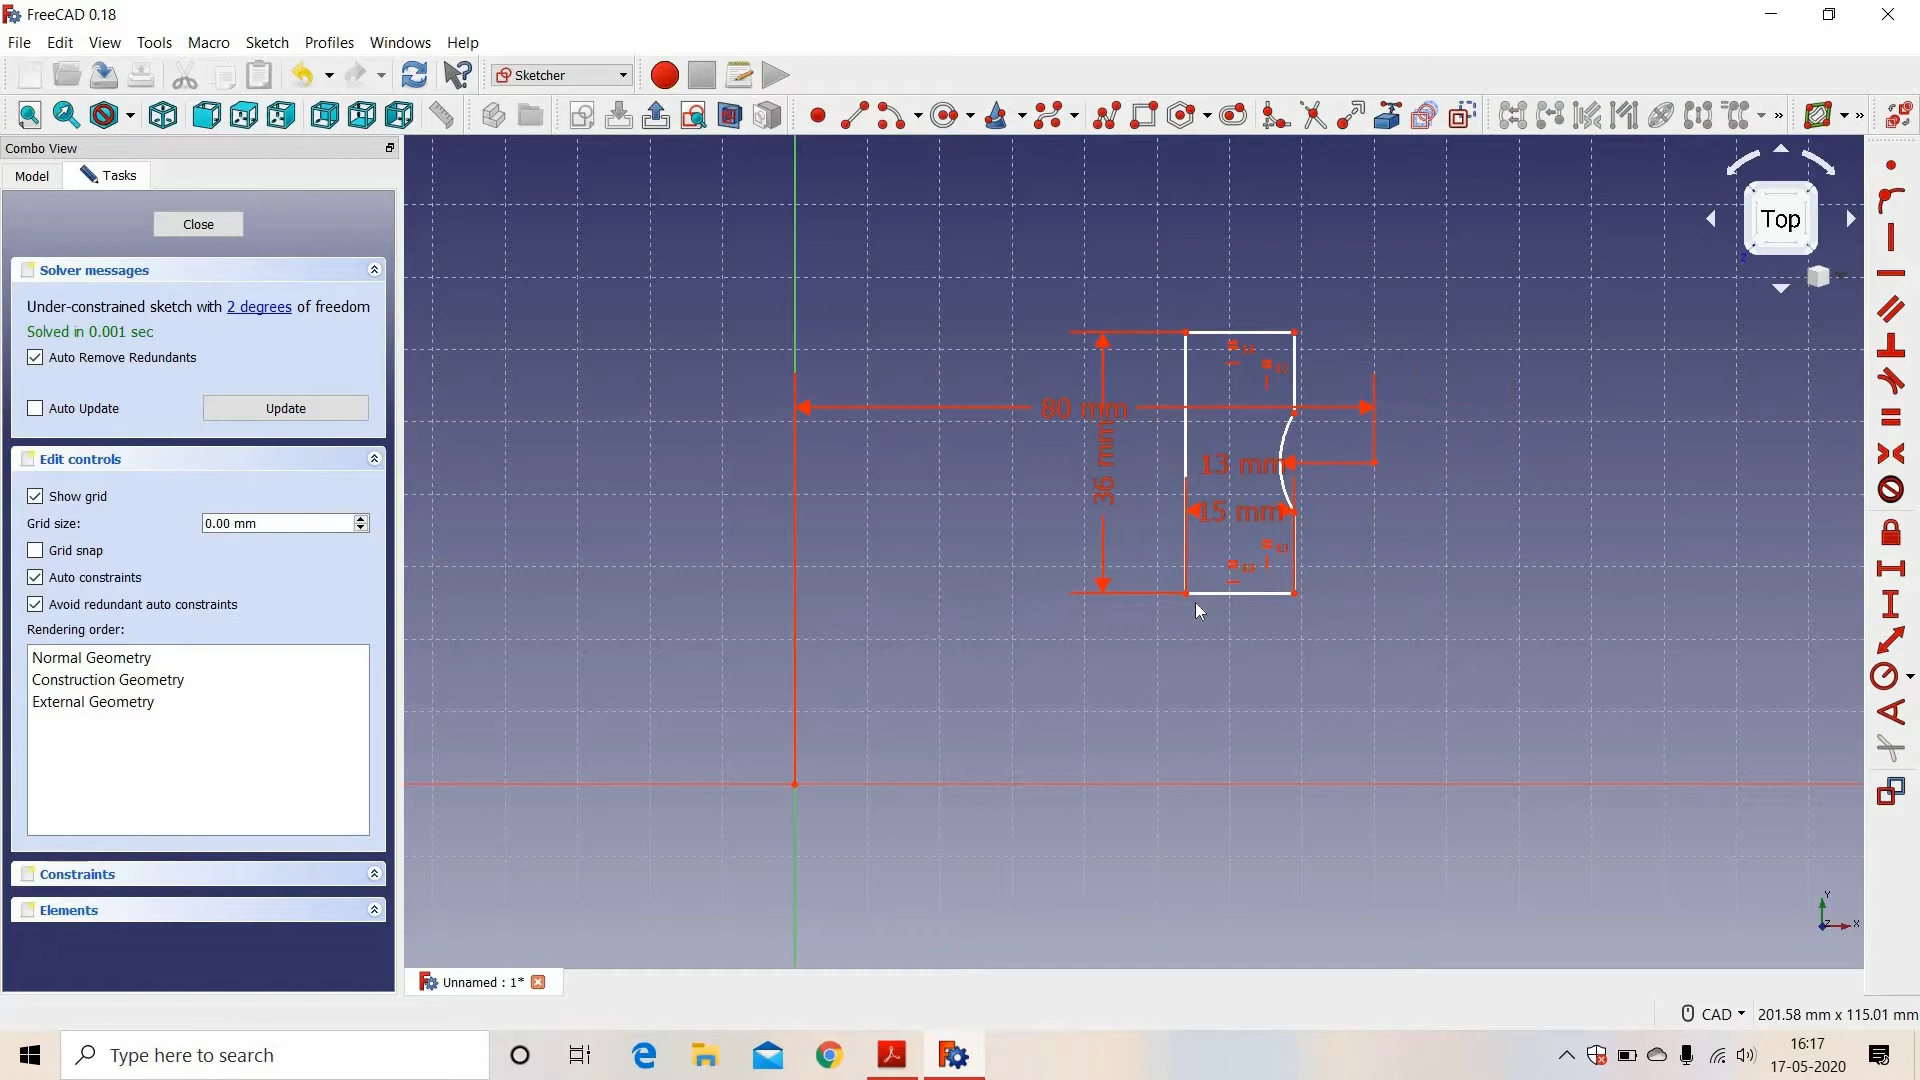 FreeCAD 0.18
File Edit View Tools Macro Sketch Profiles Windows Help
Sketcher
Combo View
Model Tasks
Close
Solver messages
Under-constrained sketch with 2 degrees of freedom
Solved in 0.001 sec
Auto Remove Redundants
Auto Update Update
Edit controls
Show grid
Grid size: 0.00 mm
Grid snap
Auto constraints
Avoid redundant auto constraints
Rendering order:
Normal Geometry
Construction Geometry
External Geometry
Constraints
Elements
Top
80 mm
36 mm
13 mm
15 mm
Y
Z
X
Unnamed : 1*
CAD 201.58 mm x 115.01 mm
Type here to search
16:17
17-05-2020